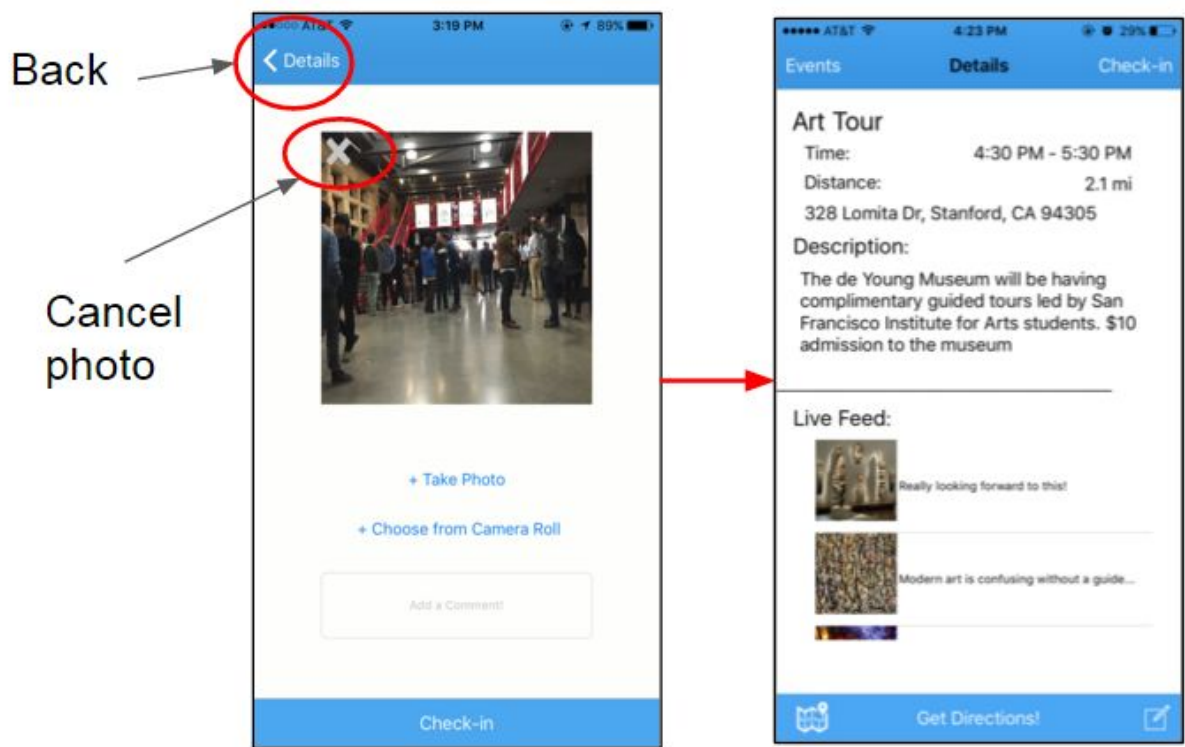 Back
Cancel
photo
AT&T 3:19 PM 89%
Details
+ Take Photo
+ Choose from Camera Roll
Add a Comment!
Check-in
AT&T 4:23 PM 29%
Events Details Check-in
Art Tour
Time: 4:30 PM - 5:30 PM
Distance: 2.1 mi
328 Lomita Dr, Stanford, CA 94305
Description:
The de Young Museum will be having
complimentary guided tours led by San
Francisco Institute for Arts students. $10
admission to the museum
Live Feed:
Really looking forward to this!
Modern art is confusing without a guide...
Get Directions!